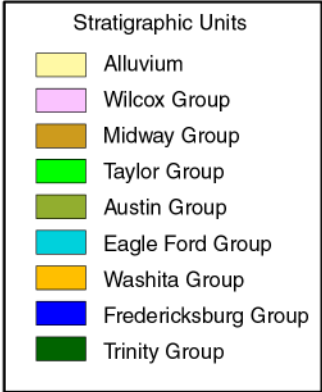 Stratigraphic Units
Alluvium
Wilcox Group
Midway Group
Taylor Group
Austin Group
Eagle Ford Group
Washita Group
Fredericksburg Group
Trinity Group